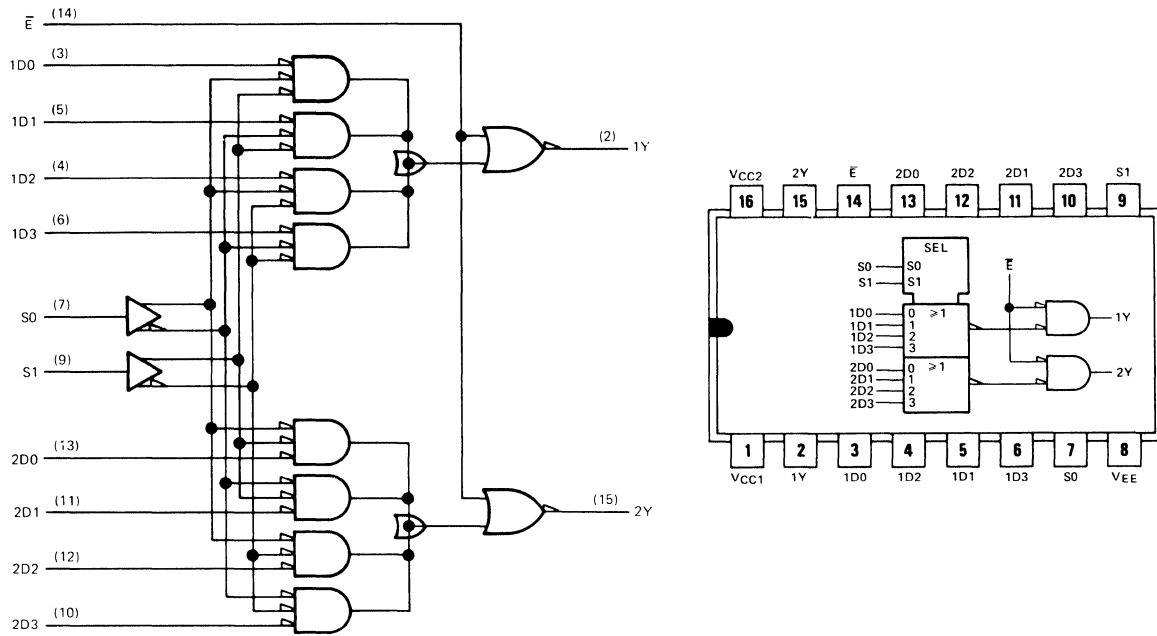 E̅ (14)
1D0 (3)
1D1 (5)
1D2 (4)
1D3 (6)
(2) 1Y
S0 (7)
S1 (9)
2D0 (13)
2D1 (11)
2D2 (12)
2D3 (10)
(15) 2Y
VCC2 2Y E̅ 2D0 2D2 2D1 2D3 S1
16 15 14 13 12 11 10 9
SEL
S0 S0
S1 S1
E̅
1D0 0 ≥1
1D1 1
1D2 2
1D3 3
1Y
2D0 0 ≥1
2D1 1
2D2 2
2D3 3
2Y
1 2 3 4 5 6 7 8
VCC1 1Y 1D0 1D2 1D1 1D3 S0 VEE